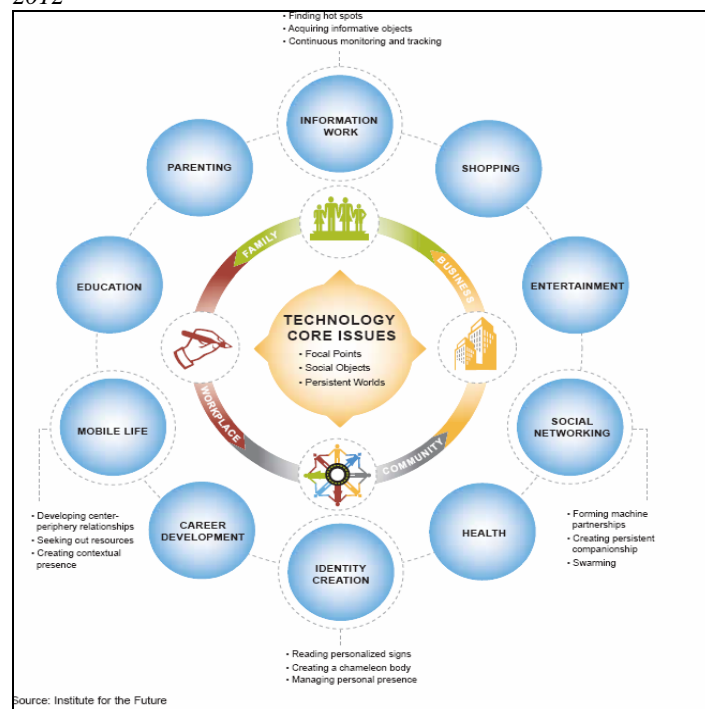 2012
• Finding hot spots
• Acquiring informative objects
• Continuous monitoring and tracking
INFORMATION
WORK
PARENTING
SHOPPING
FAMILY
BUSINESS
EDUCATION
ENTERTAINMENT
TECHNOLOGY
CORE ISSUES
• Focal Points
• Social Objects
• Persistent Worlds
WORKPLACE
COMMUNITY
MOBILE LIFE
SOCIAL
NETWORKING
• Developing center-
periphery relationships
• Seeking out resources
• Creating contextual
presence
CAREER
DEVELOPMENT
HEALTH
• Forming machine
partnerships
• Creating persistent
companionship
• Swarming
IDENTITY
CREATION
• Reading personalized signs
• Creating a chameleon body
• Managing personal presence
Source: Institute for the Future